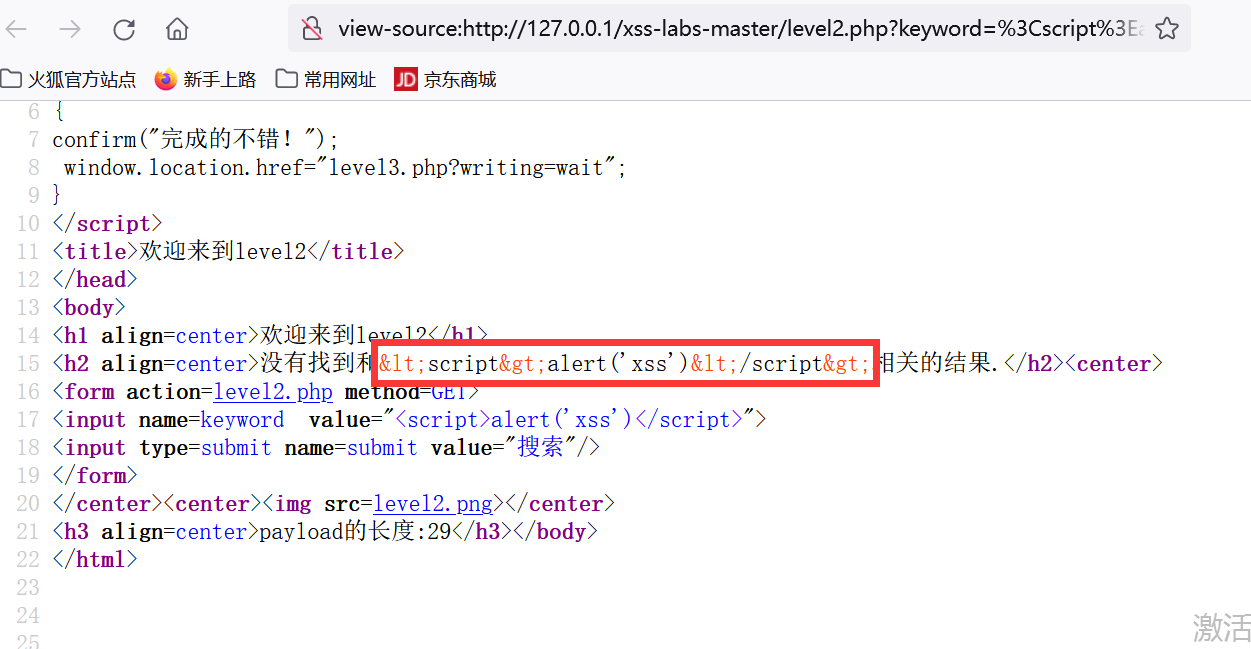 view-source:http://127.0.0.1/xss-labs-master/level2.php?keyword=%3Cscript%3Ea
火狐官方站点 新手上路 常用网址 JD 京东商城
6 {
7 confirm("完成的不错！");
8 window.location.href="level3.php?writing=wait";
9 }
10 </script>
11 <title>欢迎来到level2</title>
12 </head>
13 <body>
14 <h1 align=center>欢迎来到level2</h1>
15 <h2 align=center>没有找到和&lt;script&gt;alert('xss')&lt;/script&gt;相关的结果.</h2><center>
16 <form action=level2.php method=GET>
17 <input name=keyword  value="<script>alert('xss')</script>">
18 <input type=submit name=submit value="搜索"/>
19 </form>
20 </center><center><img src=level2.png></center>
21 <h3 align=center>payload的长度:29</h3></body>
22 </html>
23
24
25
激活